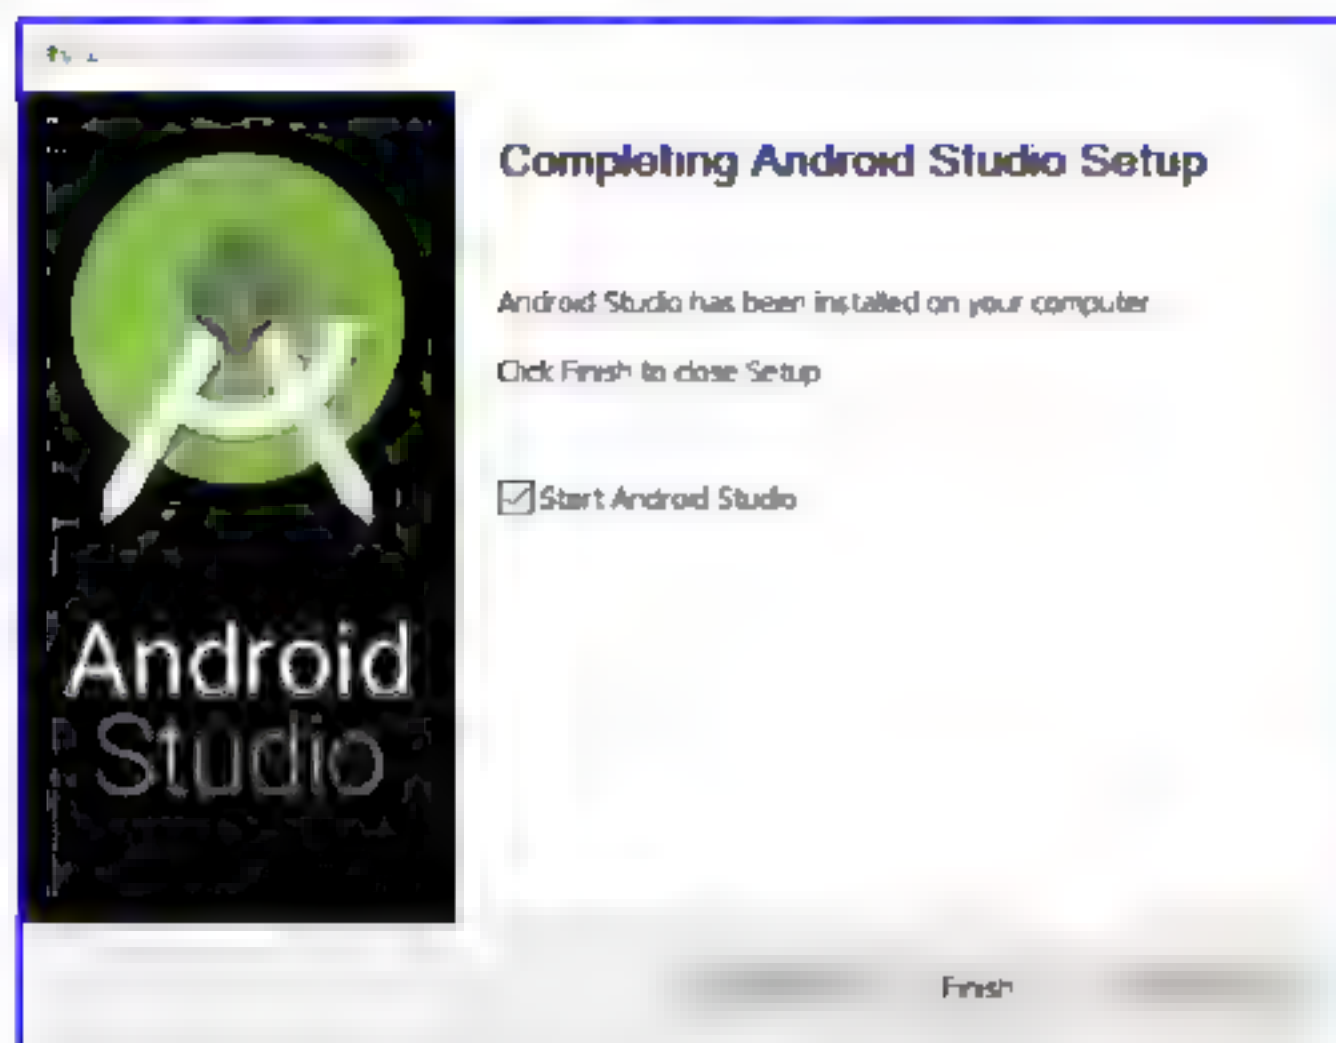 Completing Android Studio Setup
Android Studio has been installed on your computer
Click Finish to close Setup
Start Android Studio
Android
Studio
Finish